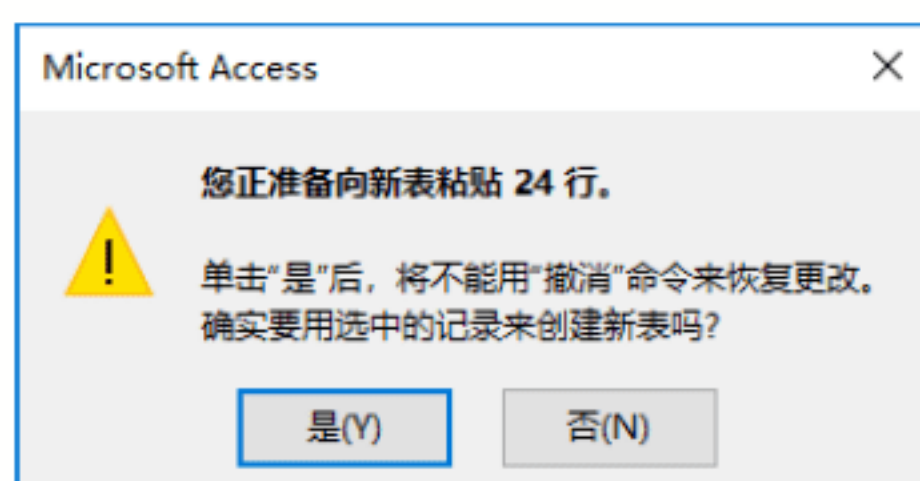 Microsoft Access
您正准备向新表粘贴 24 行。
单击“是”后，将不能用“撤消”命令来恢复更改。
确实要用选中的记录来创建新表吗?
是(Y)
否(N)